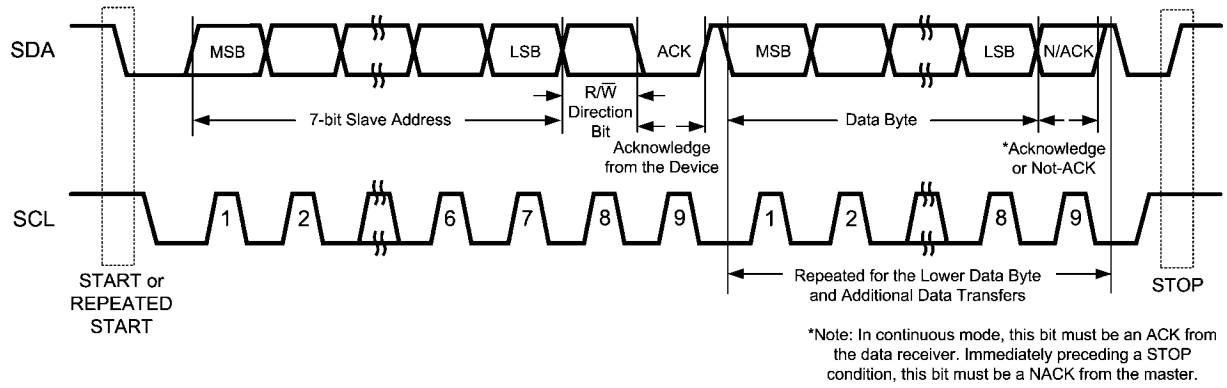 SDA
MSB
LSB
ACK
MSB
LSB
N/ACK
R/W̅
Direction
Bit
7-bit Slave Address
Data Byte
Acknowledge
from the Device
*Acknowledge
or Not-ACK
SCL
1 2 6 7 8 9 1 2 8 9
START or
REPEATED
START
Repeated for the Lower Data Byte
and Additional Data Transfers
STOP
*Note: In continuous mode, this bit must be an ACK from
the data receiver. Immediately preceding a STOP
condition, this bit must be a NACK from the master.